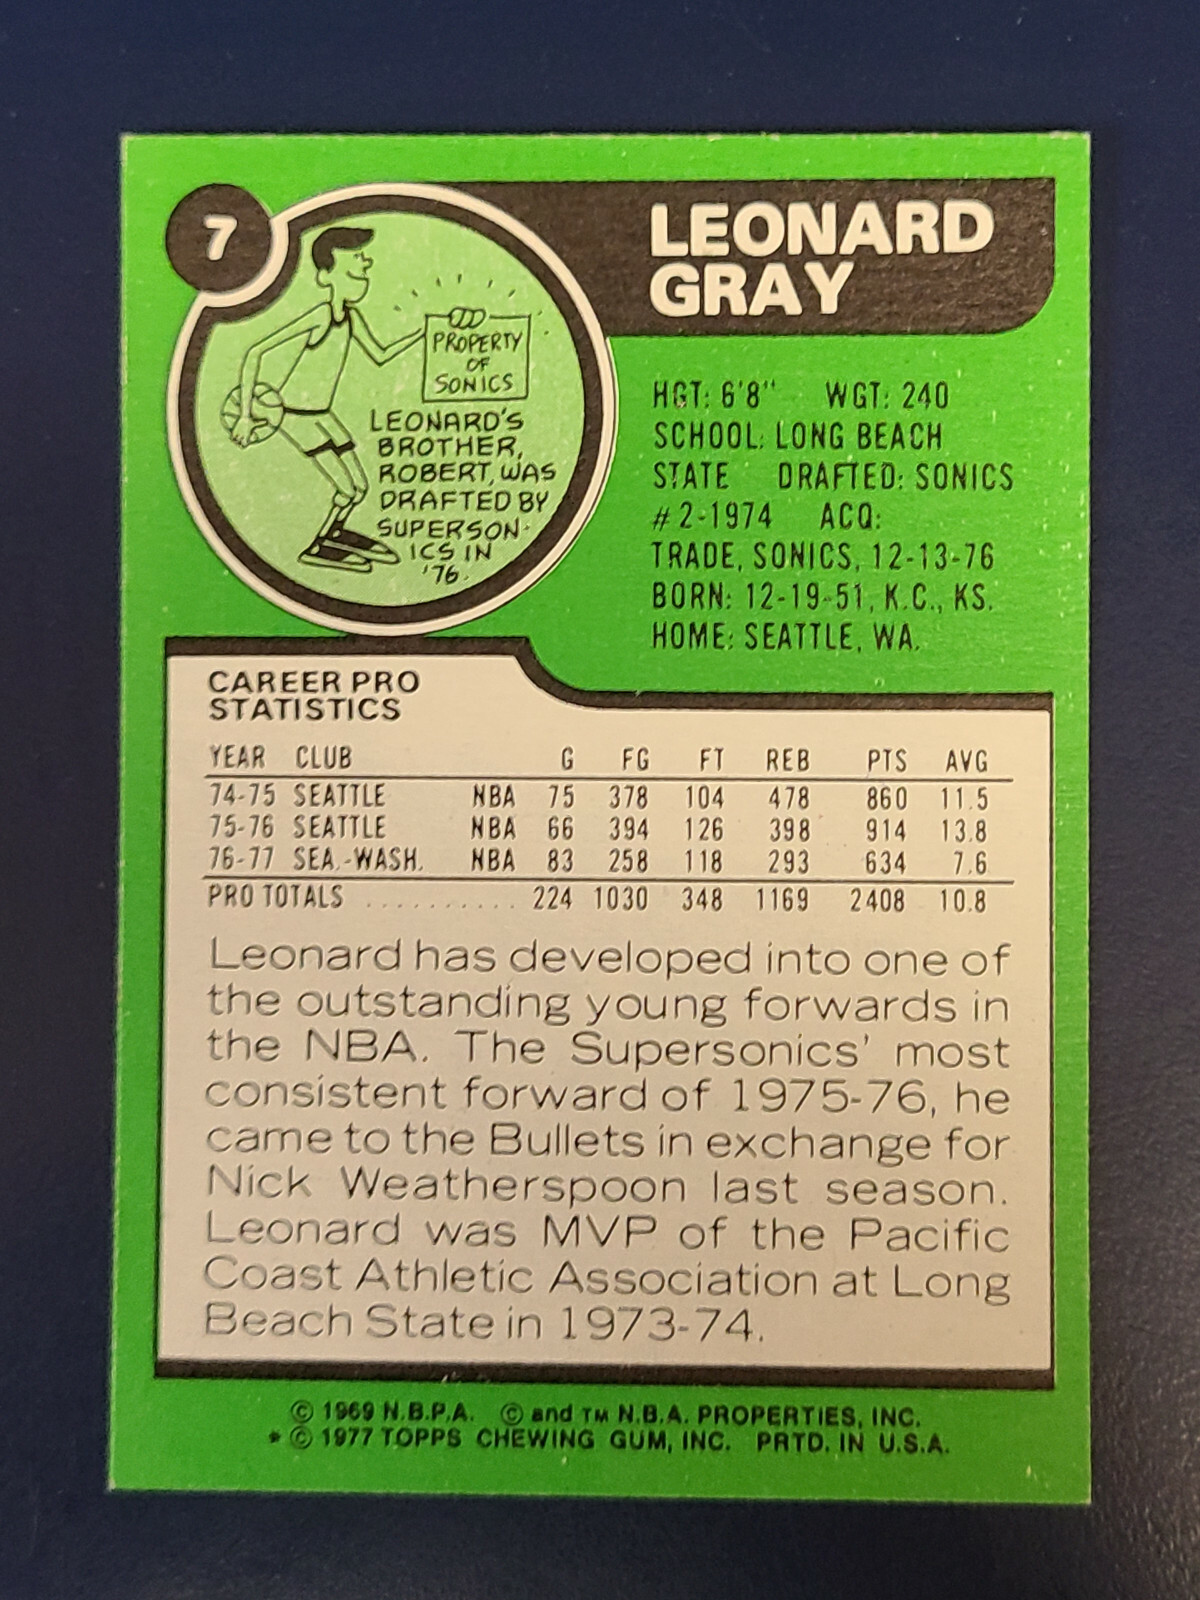 7
LEONARD
GRAY
PROPERTY
OF
SONICS
LEONARD'S
BROTHER,
ROBERT, WAS
DRAFTED BY
SUPERSON-
ICS IN
'76.
HGT: 6'8" WGT: 240
SCHOOL: LONG BEACH
STATE DRAFTED: SONICS
#2-1974 ACQ:
TRADE, SONICS, 12-13-76
BORN: 12-19-51, K.C., KS.
HOME: SEATTLE, WA.
CAREER PRO
STATISTICS
YEAR CLUB G FG FT REB PTS AVG
74-75 SEATTLE NBA 75 378 104 478 860 11.5
75-76 SEATTLE NBA 66 394 126 398 914 13.8
76-77 SEA.-WASH. NBA 83 258 118 293 634 7.6
PRO TOTALS ........... 224 1030 348 1169 2408 10.8
Leonard has developed into one of
the outstanding young forwards in
the NBA. The Supersonics' most
consistent forward of 1975-76, he
came to the Bullets in exchange for
Nick Weatherspoon last season.
Leonard was MVP of the Pacific
Coast Athletic Association at Long
Beach State in 1973-74.
© 1969 N.B.P.A. © and TM N.B.A. PROPERTIES, INC.
* © 1977 TOPPS CHEWING GUM, INC. PRTD. IN U.S.A.